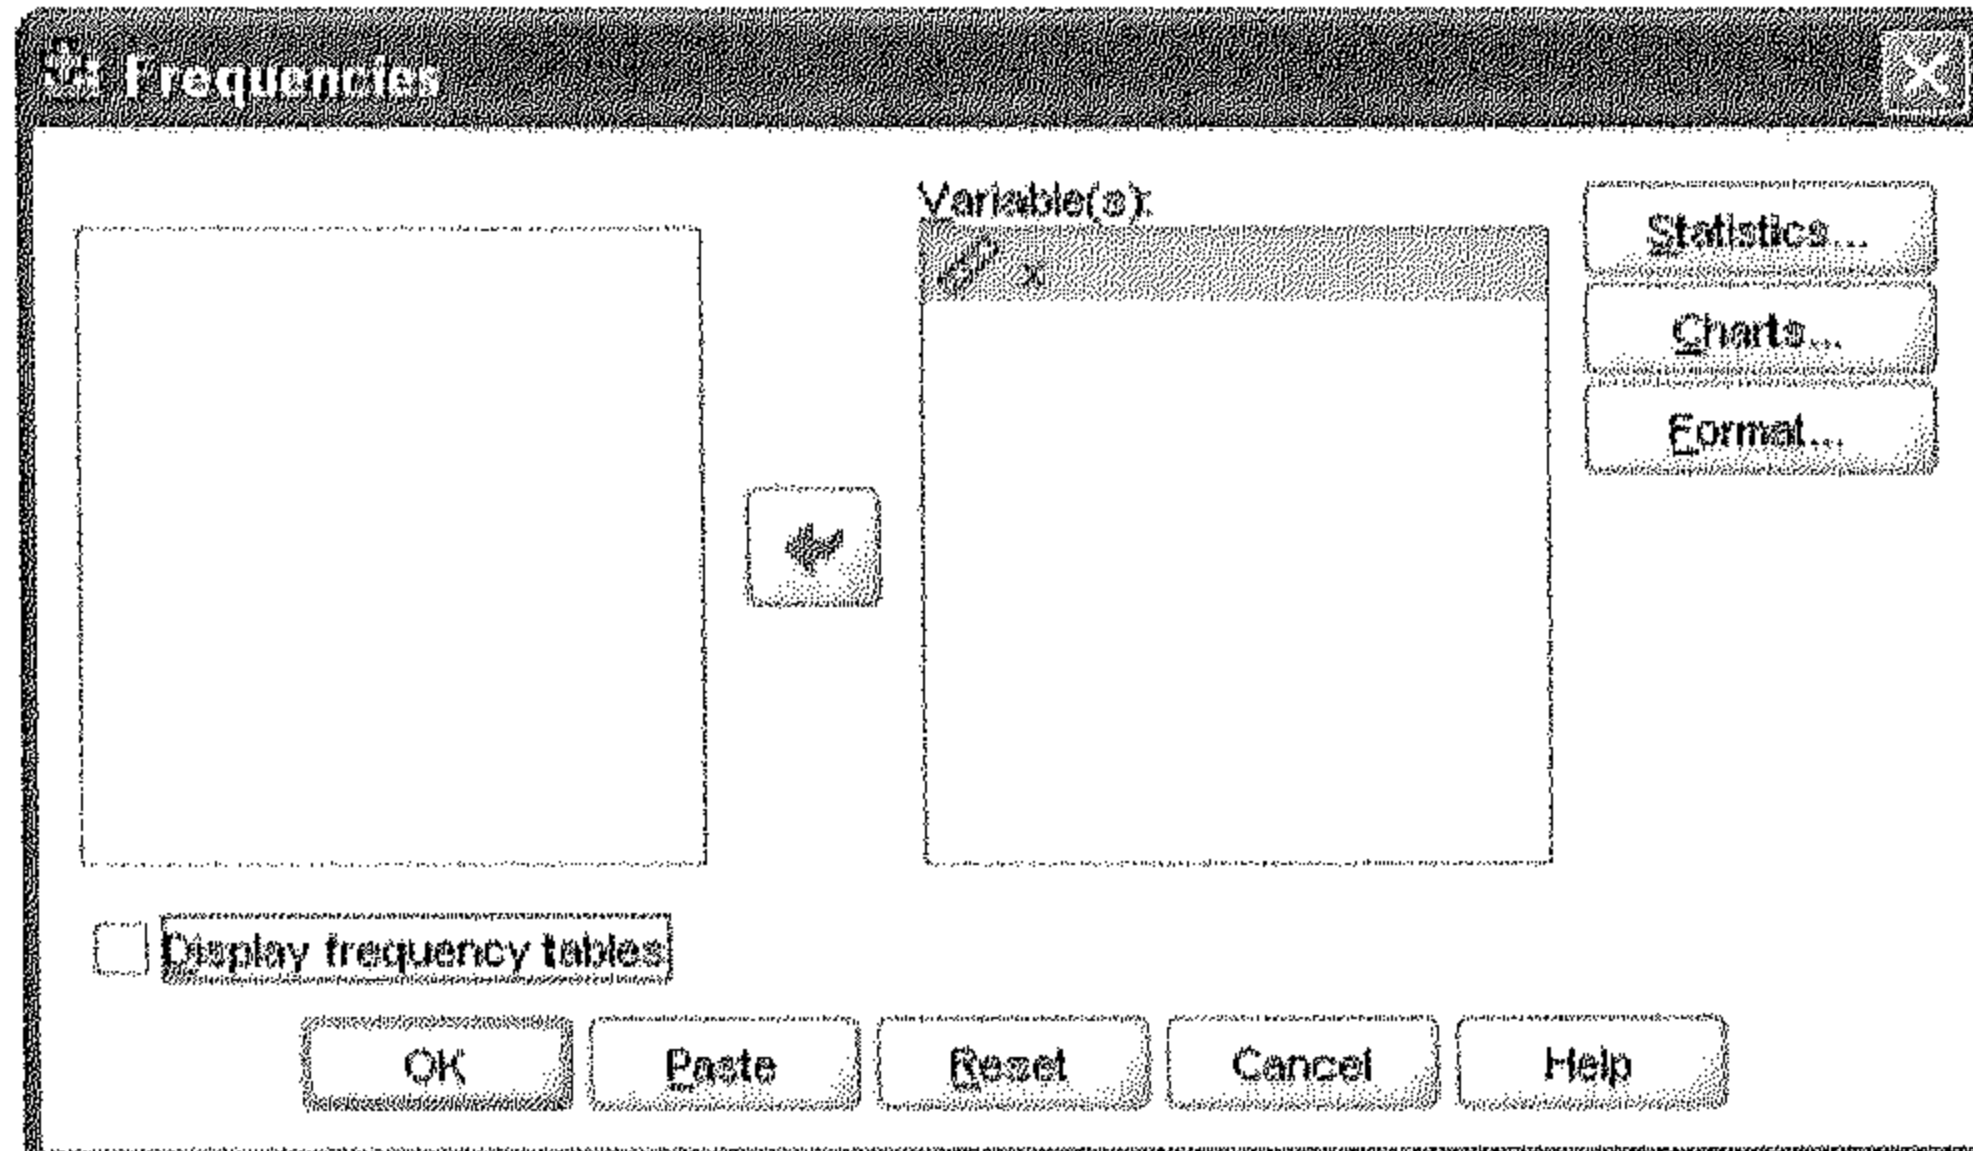 Frequencies
Variable(s):
x
Statistics...
Charts...
Format...
Display frequency tables
OK
Paste
Reset
Cancel
Help